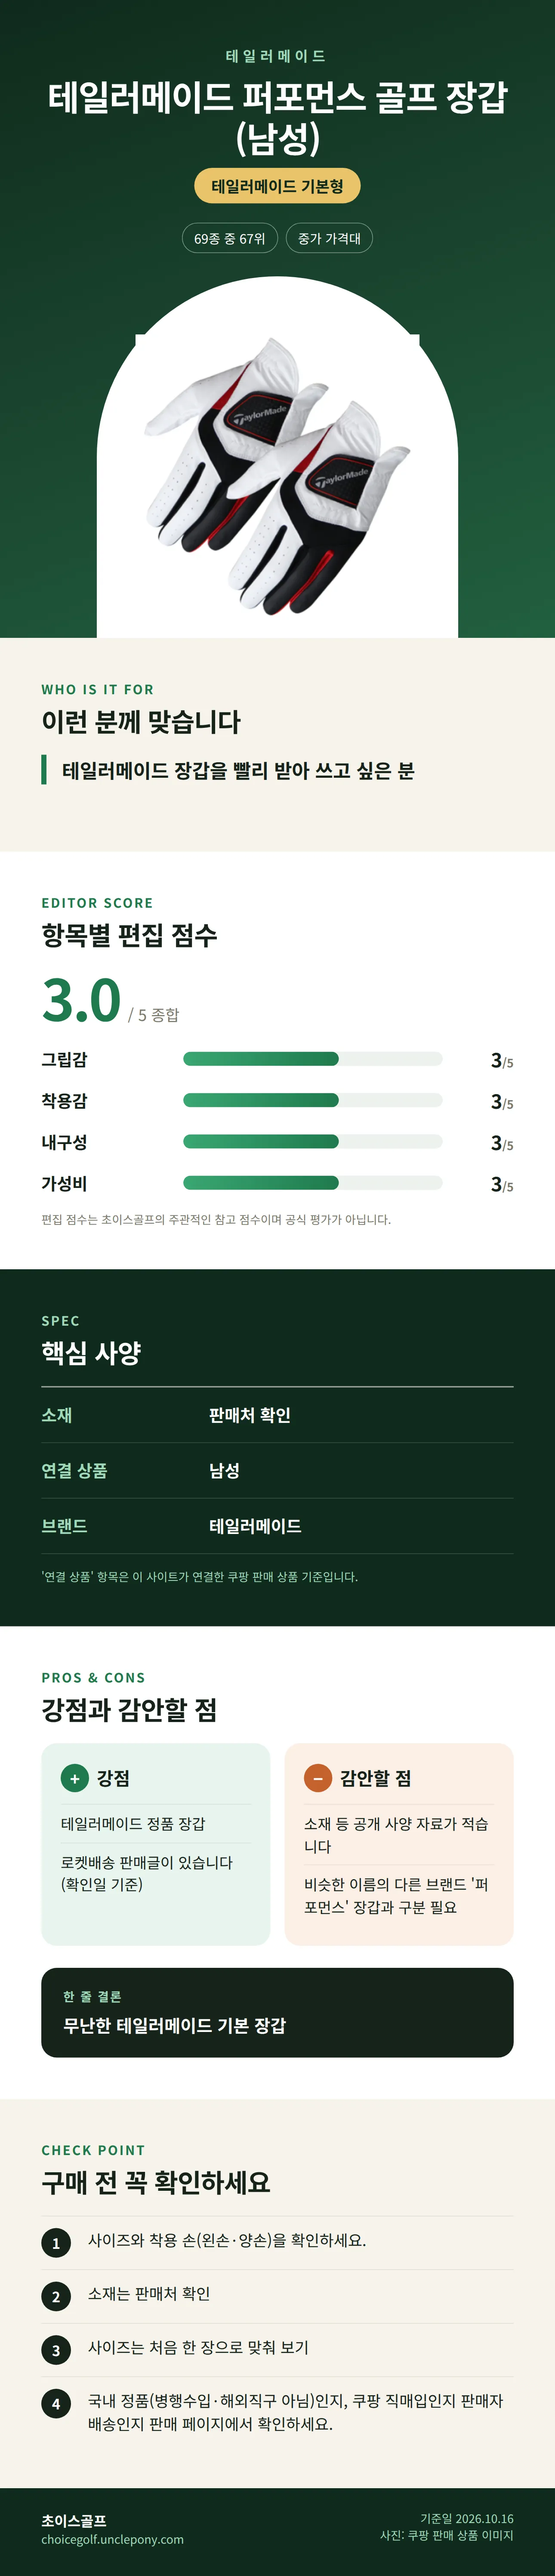 테일러메이드
테일러메이드 퍼포먼스 골프 장갑
(남성)
테일러메이드 기본형
69종 중 67위
중가 가격대
TaylorMade
TaylorMade
WHO IS IT FOR
이런 분께 맞습니다
테일러메이드 장갑을 빨리 받아 쓰고 싶은 분
EDITOR SCORE
항목별 편집 점수
3.0 / 5 종합
그립감 3/5
착용감 3/5
내구성 3/5
가성비 3/5
편집 점수는 초이스골프의 주관적인 참고 점수이며 공식 평가가 아닙니다.
SPEC
핵심 사양
소재 판매처 확인
연결 상품 남성
브랜드 테일러메이드
'연결 상품' 항목은 이 사이트가 연결한 쿠팡 판매 상품 기준입니다.
PROS & CONS
강점과 감안할 점
+ 강점
테일러메이드 정품 장갑
로켓배송 판매글이 있습니다
(확인일 기준)
− 감안할 점
소재 등 공개 사양 자료가 적습
니다
비슷한 이름의 다른 브랜드 '퍼
포먼스' 장갑과 구분 필요
한 줄 결론
무난한 테일러메이드 기본 장갑
CHECK POINT
구매 전 꼭 확인하세요
1 사이즈와 착용 손(왼손·양손)을 확인하세요.
2 소재는 판매처 확인
3 사이즈는 처음 한 장으로 맞춰 보기
4 국내 정품(병행수입·해외직구 아님)인지, 쿠팡 직매입인지 판매자
배송인지 판매 페이지에서 확인하세요.
초이스골프
choicegolf.unclepony.com
기준일 2026.10.16
사진: 쿠팡 판매 상품 이미지